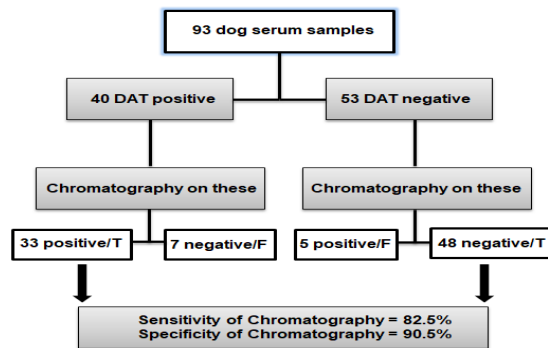 93 dog serum samples
40 DAT positive
53 DAT negative
Chromatography on these
Chromatography on these
33 positive/T
7 negative/F
5 positive/F
48 negative/T
Sensitivity of Chromatography = 82.5%
Specificity of Chromatography = 90.5%